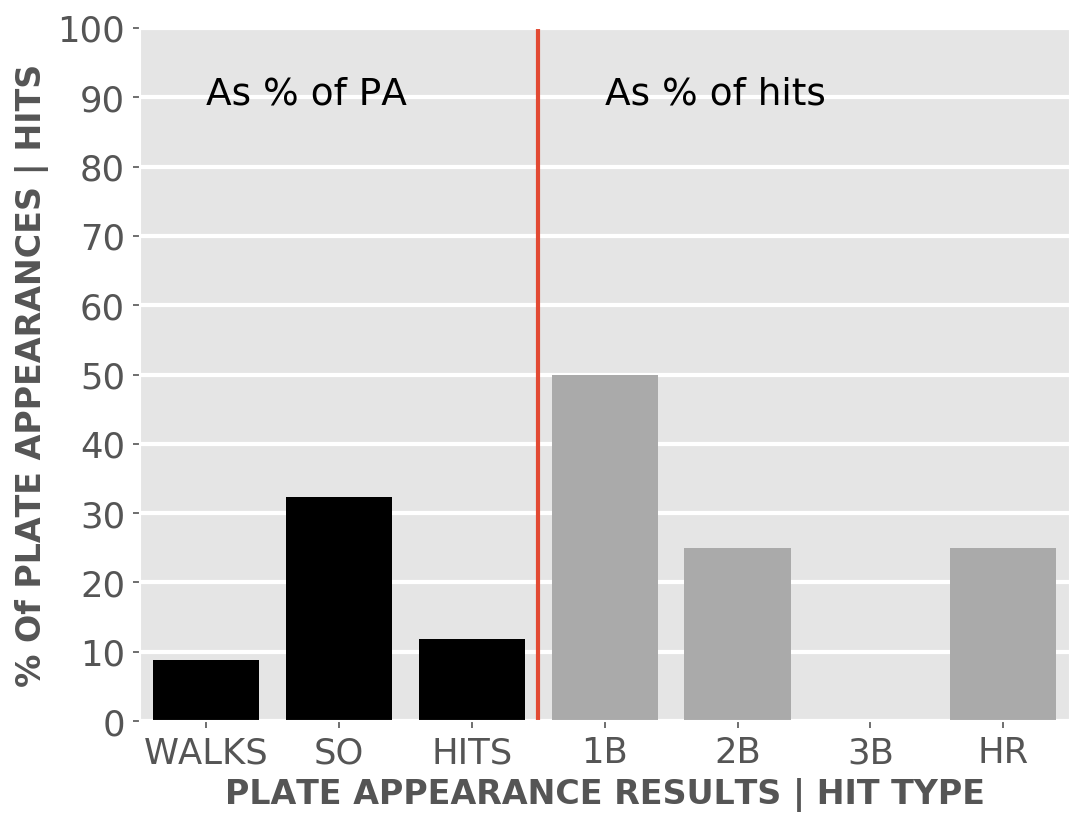 % Of PLATE APPEARANCES | HITS
100
90
80
70
60
50
40
30
20
10
0
As % of PA
As % of hits
WALKS SO HITS 1B 2B 3B HR
PLATE APPEARANCE RESULTS | HIT TYPE